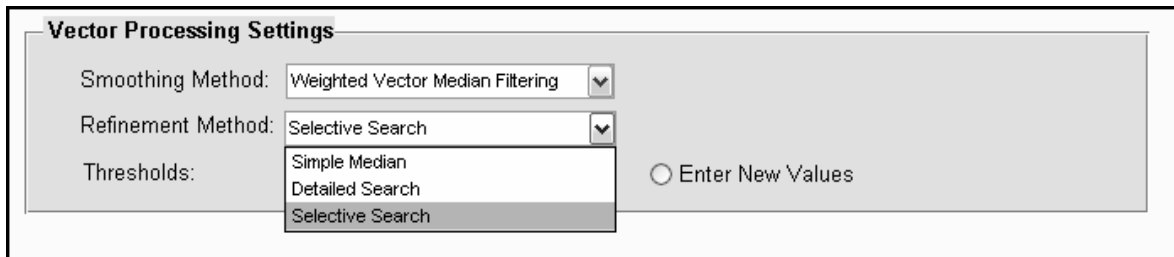 Vector Processing Settings
Smoothing Method: Weighted Vector Median Filtering
Refinement Method: Selective Search
Simple Median
Thresholds: Enter New Values
Detailed Search
Selective Search